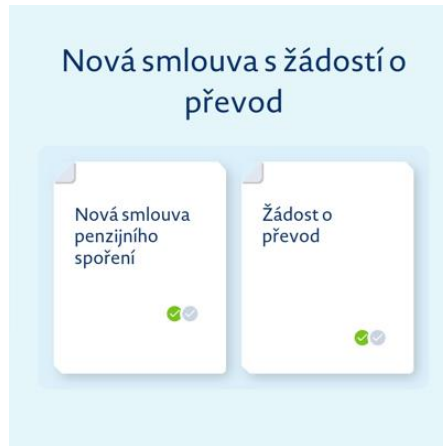 Nová smlouva s žádostí o
převod
Nová smlouva
penzijního
spoření
Žádost o
převod